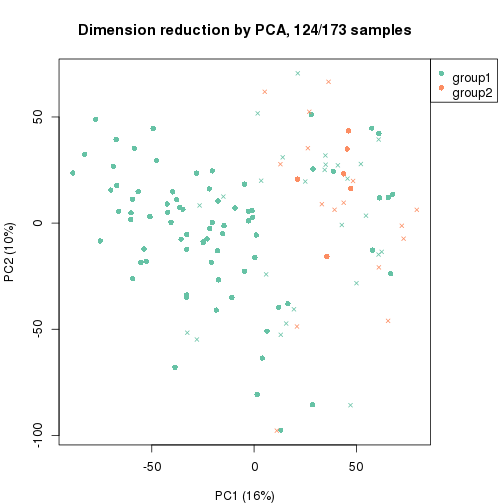 Dimension reduction by PCA, 124/173 samples
group1
group2
50
0
-50
-100
PC2 (10%)
-50
0
50
PC1 (16%)